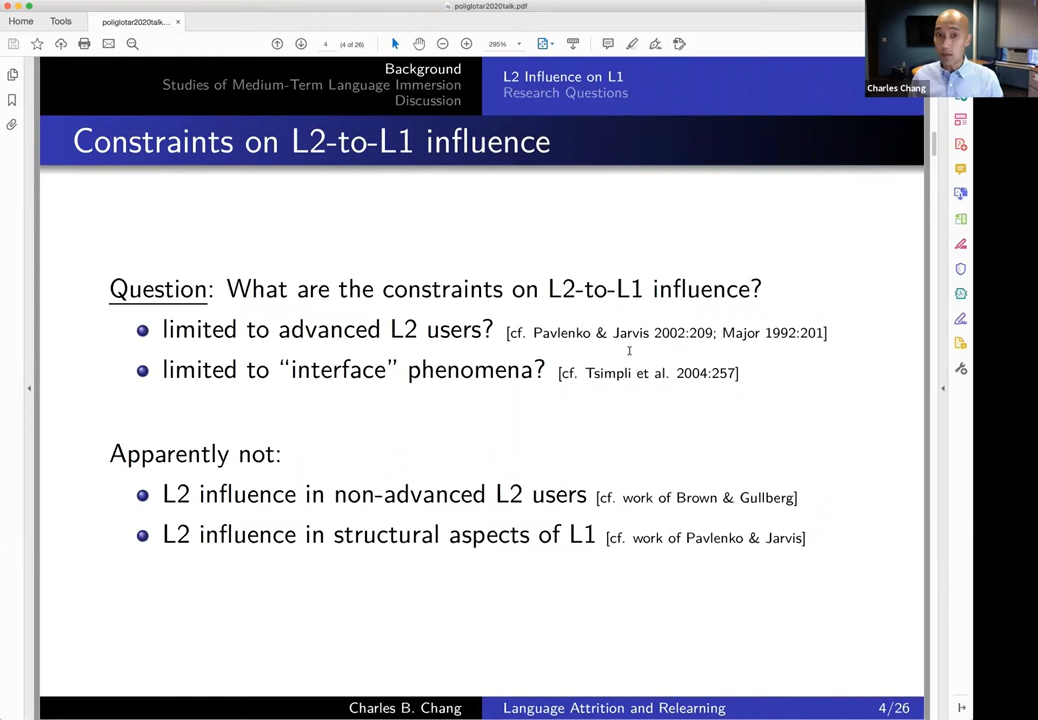 poliglotar2020talk.pdf
Home
Tools
poliglotar2020talk...
4
(4 of 26)
295%
Charles Chang
Background
Studies of Medium-Term Language Immersion
Discussion
L2 Influence on L1
Research Questions
Constraints on L2-to-L1 influence
Question: What are the constraints on L2-to-L1 influence?
limited to advanced L2 users? [cf. Pavlenko & Jarvis 2002:209; Major 1992:201]
limited to “interface” phenomena? [cf. Tsimpli et al. 2004:257]
Apparently not:
L2 influence in non-advanced L2 users [cf. work of Brown & Gullberg]
L2 influence in structural aspects of L1 [cf. work of Pavlenko & Jarvis]
Charles B. Chang
Language Attrition and Relearning
4/26